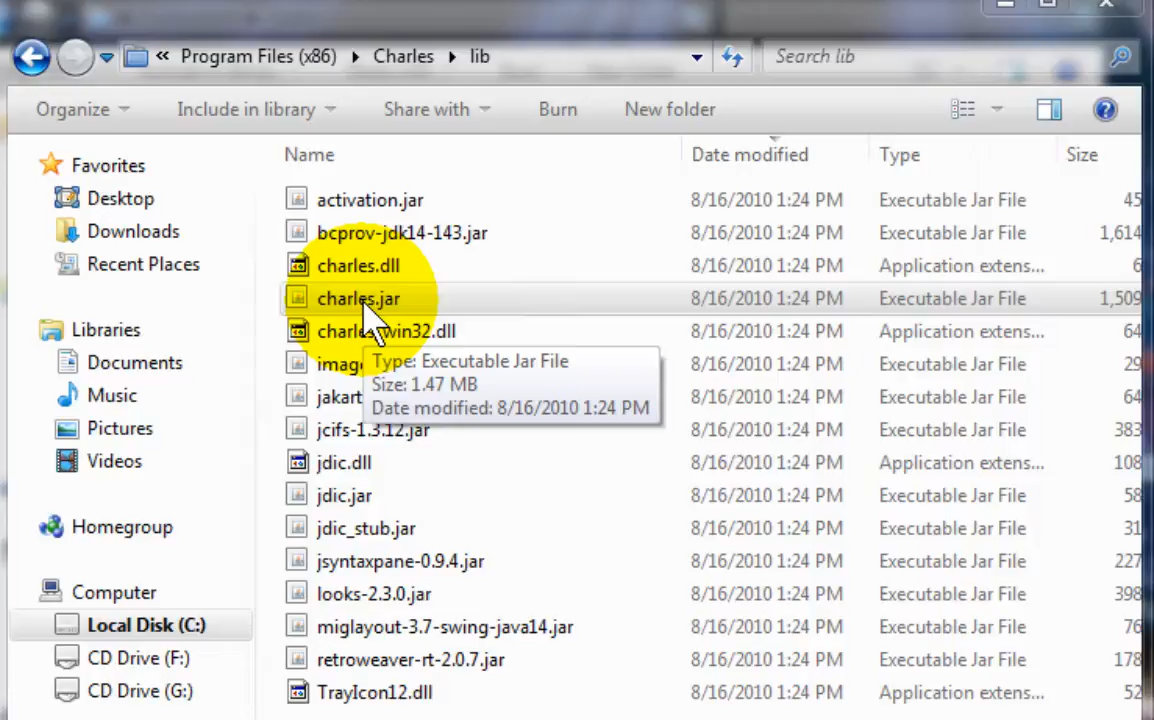 « Program Files (x86) ▸ Charles ▸ lib
Search lib
Organize Include in library Share with Burn New folder
Name Date modified Type Size
Favorites
Desktop
Downloads
Recent Places
Libraries
Documents
Music
Pictures
Videos
Homegroup
Computer
Local Disk (C:)
CD Drive (F:)
CD Drive (G:)
activation.jar 8/16/2010 1:24 PM Executable Jar File 45
bcprov-jdk14-143.jar 8/16/2010 1:24 PM Executable Jar File 1,614
charles.dll 8/16/2010 1:24 PM Application extens... 6
charles.jar 8/16/2010 1:24 PM Executable Jar File 1,509
win32.dll 8/16/2010 1:24 PM Application extens... 64
8/16/2010 1:24 PM Executable Jar File 29
jakart 8/16/2010 1:24 PM Executable Jar File 64
jcifs-1.3.12.jar 8/16/2010 1:24 PM Executable Jar File 383
jdic.dll 8/16/2010 1:24 PM Application extens... 108
jdic.jar 8/16/2010 1:24 PM Executable Jar File 58
jdic_stub.jar 8/16/2010 1:24 PM Executable Jar File 31
jsyntaxpane-0.9.4.jar 8/16/2010 1:24 PM Executable Jar File 227
looks-2.3.0.jar 8/16/2010 1:24 PM Executable Jar File 398
miglayout-3.7-swing-java14.jar 8/16/2010 1:24 PM Executable Jar File 76
retroweaver-rt-2.0.7.jar 8/16/2010 1:24 PM Executable Jar File 178
TrayIcon12.dll 8/16/2010 1:24 PM Application extens... 52
Type: Executable Jar File
Size: 1.47 MB
Date modified: 8/16/2010 1:24 PM